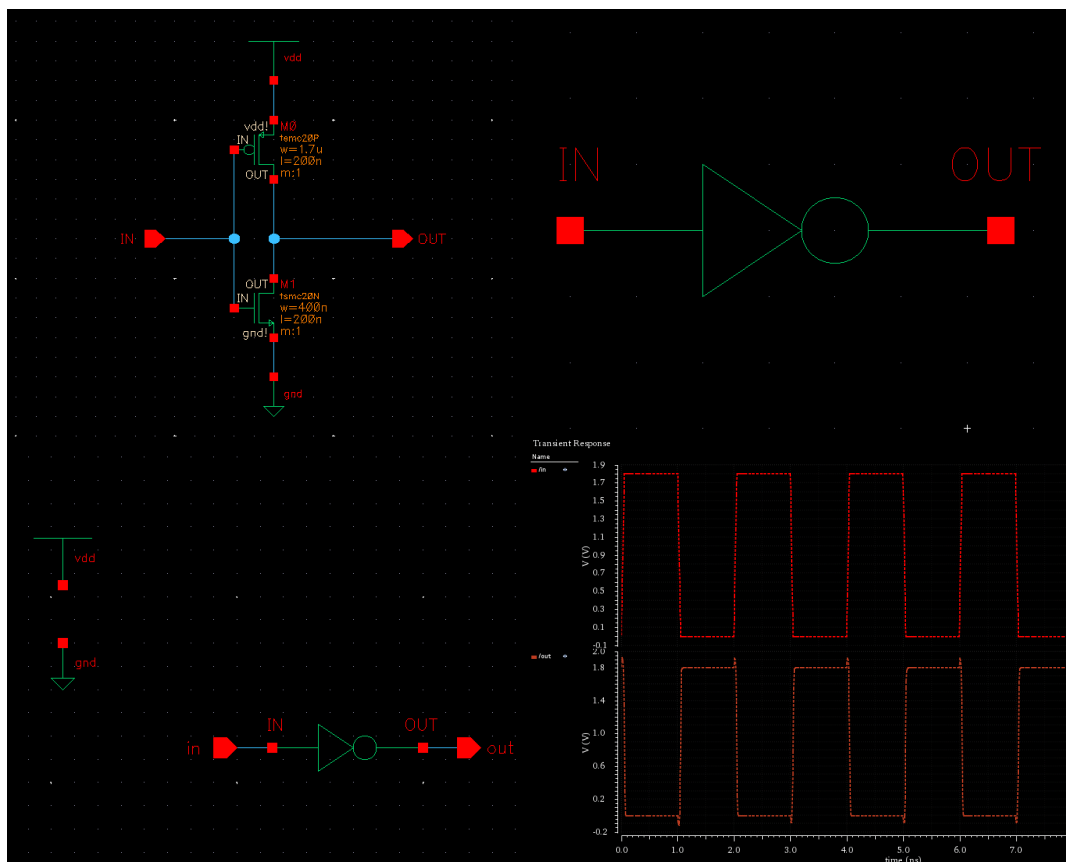 vdd
vdd!
M0
IN
tsmc20P
w=1.7u
l=200n
OUT
m:1
IN
OUT
OUT
M1
IN
tsmc20N
w=400n
l=200n
gnd!
m:1
gnd
IN
OUT
vdd
gnd
in
IN
OUT
out
Transient Response
Name
/in
1.9
1.7
1.5
1.3
1.1
0.9
0.7
0.5
0.3
0.1
-0.1
V (V)
/out
2.0
1.8
1.4
1.0
0.6
0.2
-0.2
V (V)
0.0 1.0 2.0 3.0 4.0 5.0 6.0 7.0
time (ns)